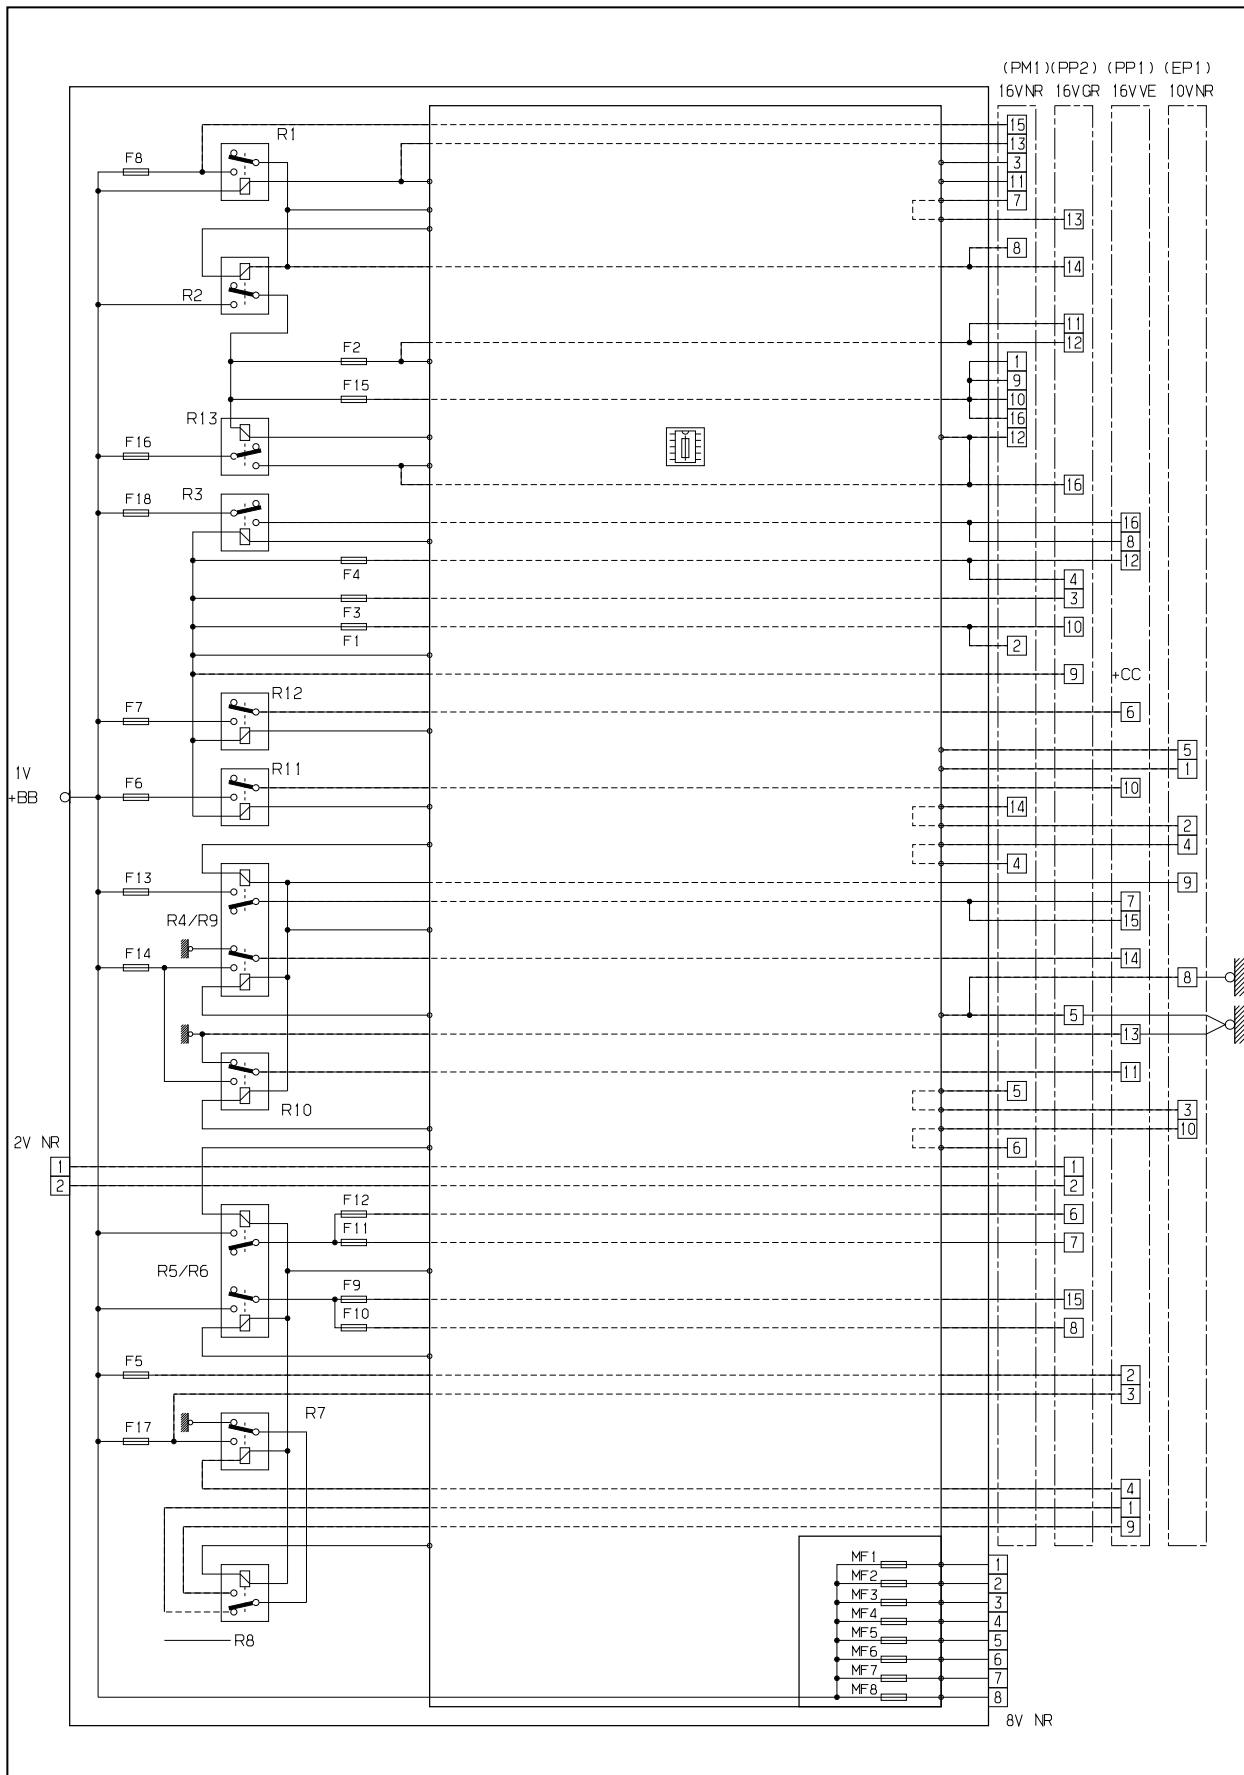 (PM1) (PP2) (PP1) (EP1)
16VNR 16VGR 16VVE 10VNR
R1
15
13
F8
3
11
7
13
8
14
R2
11
F2
12
1
F15
9
10
R13
16
F16
12
16
R3
F18
16
8
12
F4
4
3
F3
10
F1
2
9
+CC
R12
F7
6
5
1
R11
1V
F6
10
+BB
14
2
4
4
F13
9
7
R4/R9
15
F14
14
8
5
13
11
5
R10
3
10
2V NR
6
1
1
2
2
F12
6
F11
7
R5/R6
F9
15
F10
8
F5
2
3
R7
F17
4
1
9
MF1
1
MF2
2
MF3
3
MF4
4
R8
MF5
5
MF6
6
MF7
7
MF8
8
8V NR